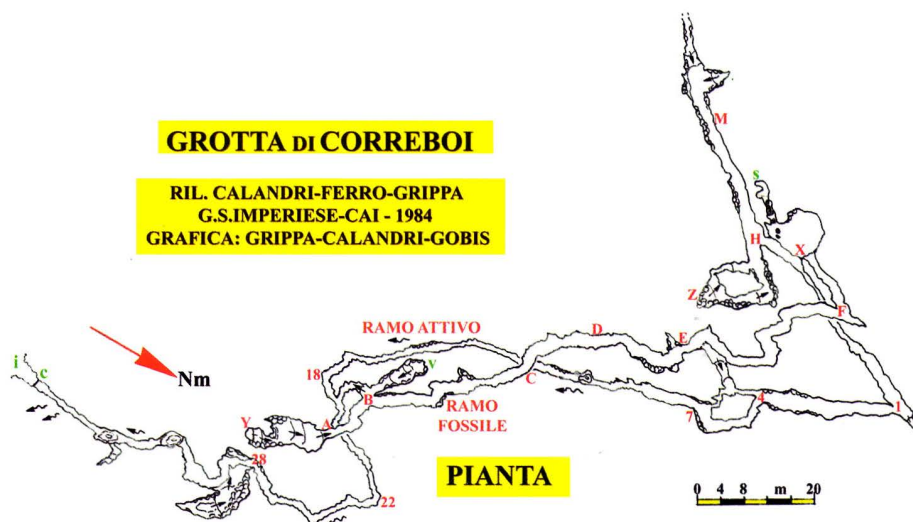 GROTTA DI CORREBOI
RIL. CALANDRI-FERRO-GRIPPA
G.S.IMPERIESE-CAI - 1984
GRAFICA: GRIPPA-CALANDRI-GOBIS
M
s
H
X
Z
F
D
E
RAMO ATTIVO
Nm
i
c
18
V
B
C
RAMO
FOSSILE
4
7
1
Y
A
28
22
PIANTA
0 4 8 m 20